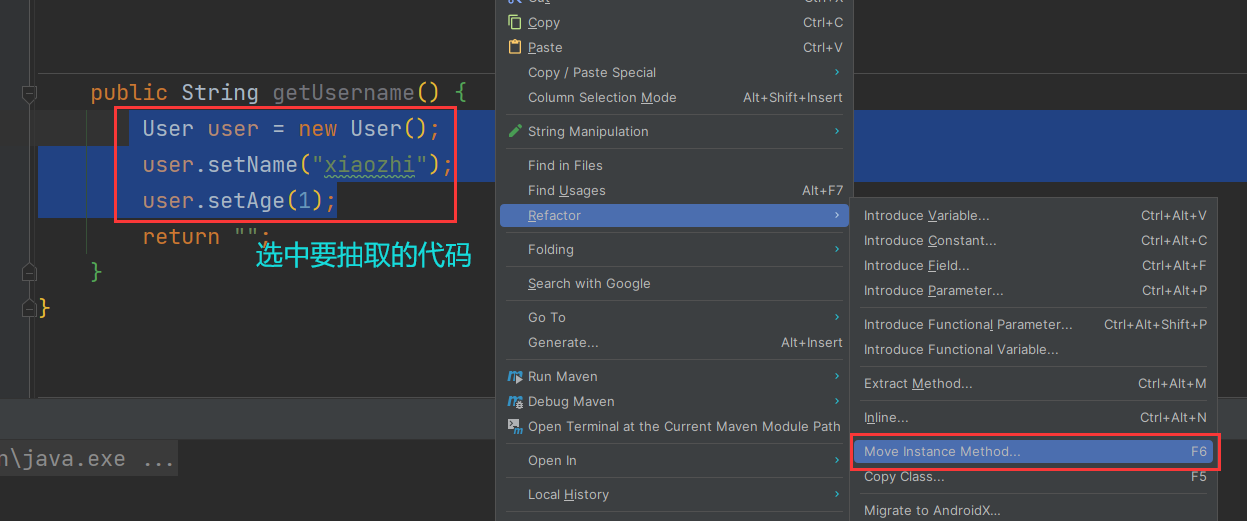 public String getUsername() {
User user = new User();
user.setName("xiaozhi");
user.setAge(1);
return "";
选中要抽取的代码
}
}
n\java.exe ...
Cut Ctrl+X
Copy Ctrl+C
Paste Ctrl+V
Copy / Paste Special
Column Selection Mode Alt+Shift+Insert
String Manipulation
Find in Files
Find Usages Alt+F7
Refactor
Folding
Search with Google
Go To
Generate... Alt+Insert
Run Maven
Debug Maven
Open Terminal at the Current Maven Module Path
Open In
Local History
Introduce Variable... Ctrl+Alt+V
Introduce Constant... Ctrl+Alt+C
Introduce Field... Ctrl+Alt+F
Introduce Parameter... Ctrl+Alt+P
Introduce Functional Parameter... Ctrl+Alt+Shift+P
Introduce Functional Variable...
Extract Method... Ctrl+Alt+M
Inline... Ctrl+Alt+N
Move Instance Method... F6
Copy Class... F5
Migrate to AndroidX...